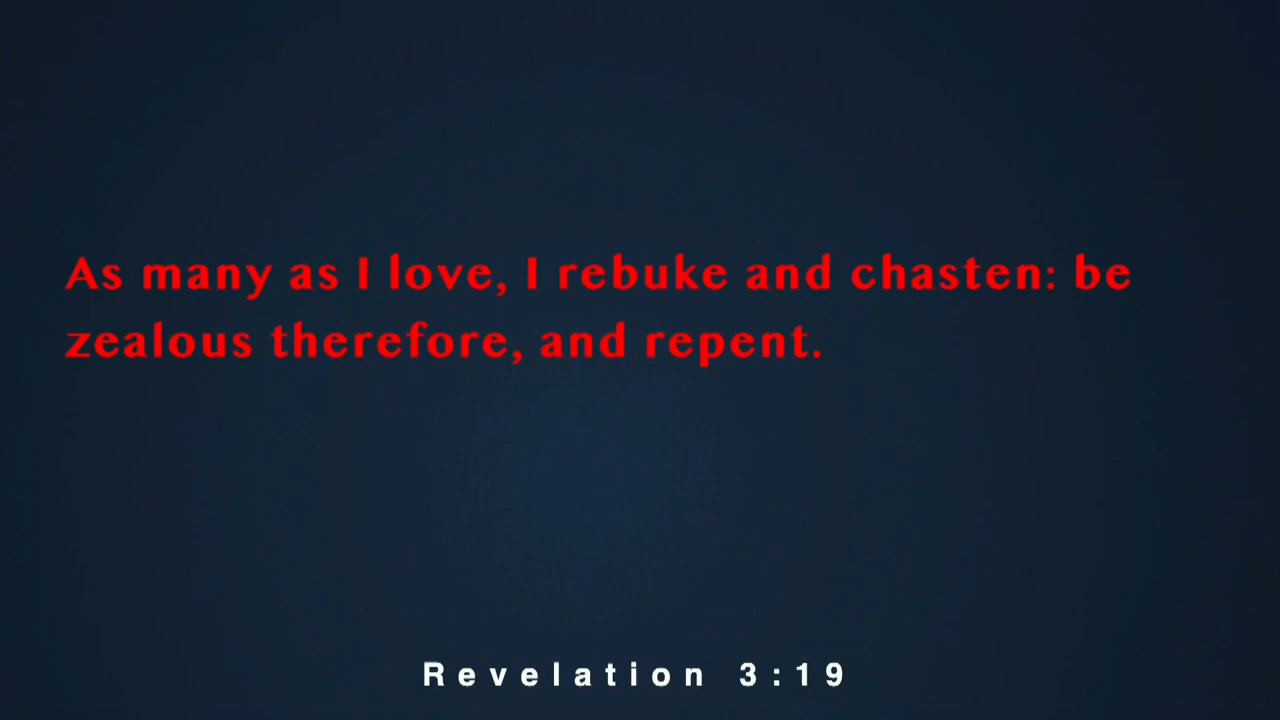 As many as I love, I rebuke and chasten: be
zealous therefore, and repent.
Revelation 3:19